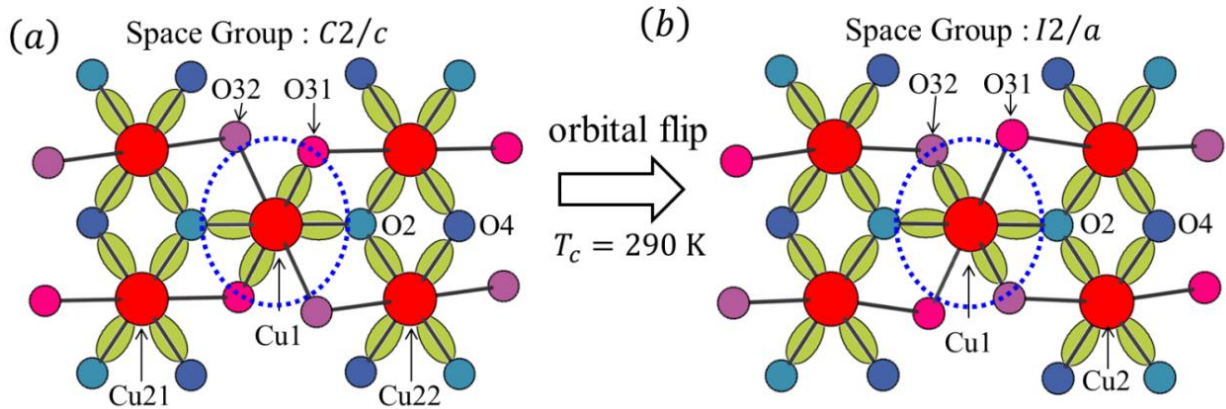 (a) Space Group : C2/c
O32 O31
O2 O4
Cu1
Cu21 Cu22
orbital flip
T_c = 290 K
(b) Space Group : I2/a
O32 O31
O2 O4
Cu1
Cu2